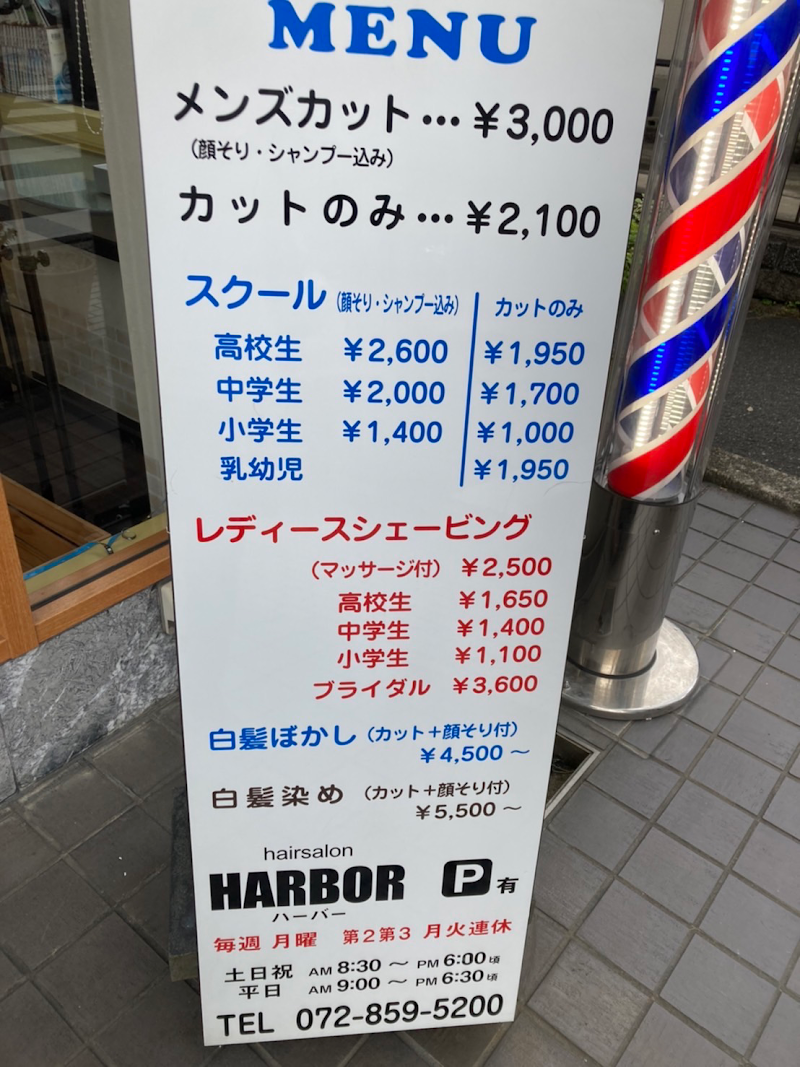 MENU
メンズカット…¥3,000
(顔そり・シャンプー込み)
カットのみ…¥2,100
スクール (顔そり・シャンプー込み) カットのみ
高校生 ¥2,600 ¥1,950
中学生 ¥2,000 ¥1,700
小学生 ¥1,400 ¥1,000
乳幼児 ¥1,950
レディースシェービング
(マッサージ付) ¥2,500
高校生 ¥1,650
中学生 ¥1,400
小学生 ¥1,100
ブライダル ¥3,600
白髪ぼかし (カット+顔そり付)
¥4,500~
白髪染め (カット+顔そり付)
¥5,500~
hairsalon
HARBOR P有
ハーバー
毎週 月曜 第2第3 月火連休
土日祝 AM 8:30 ~ PM 6:00頃
平日 AM 9:00 ~ PM 6:30頃
TEL 072-859-5200